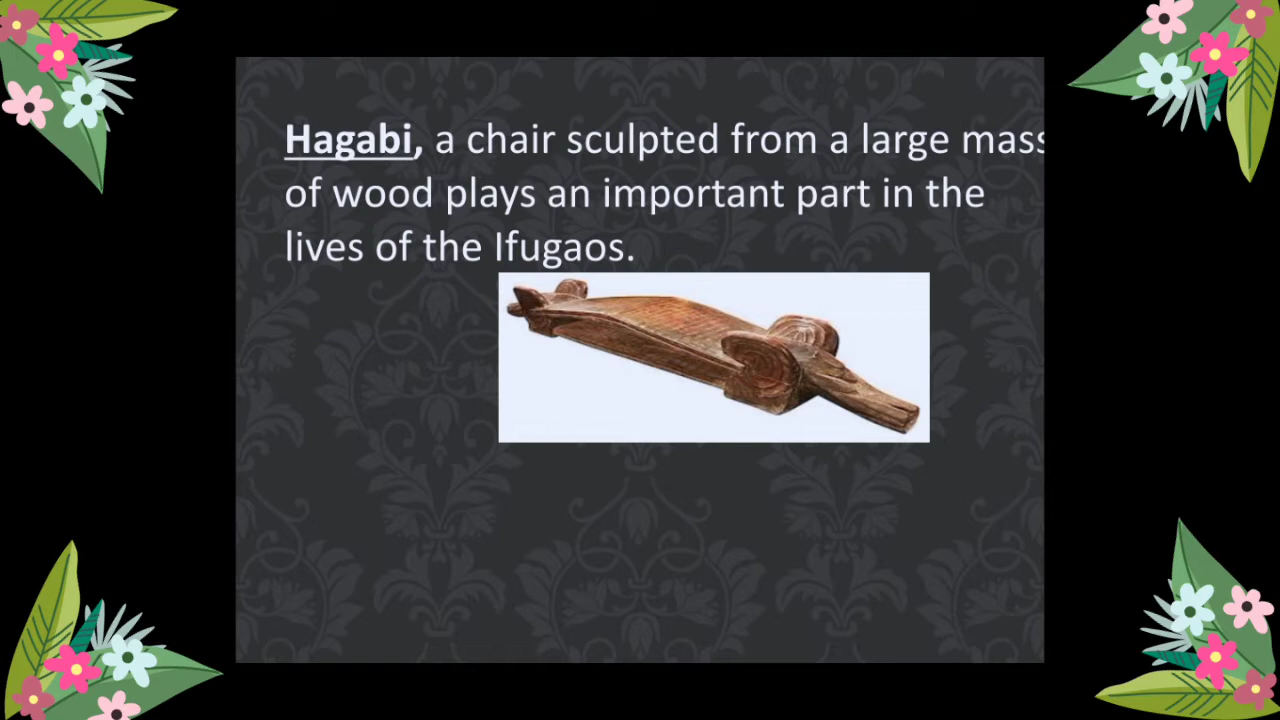 Hagabi, a chair sculpted from a large mass
of wood plays an important part in the
lives of the Ifugaos.